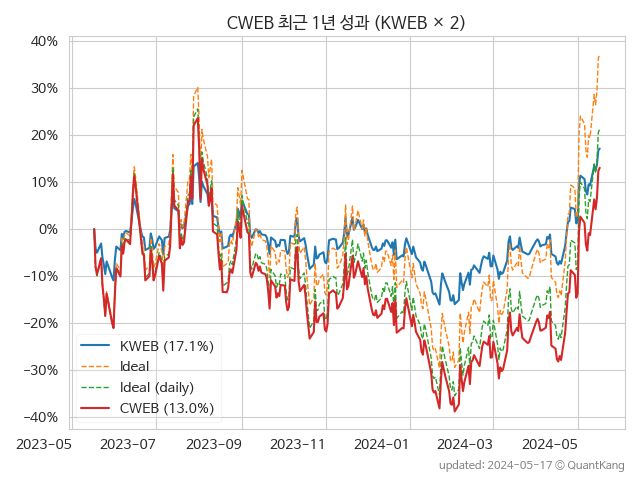 CWEB 최근 1년 성과 (KWEB × 2)
40%
30%
20%
10%
0%
−10%
−20%
−30%
−40%
KWEB (17.1%)
Ideal
Ideal (daily)
CWEB (13.0%)
2023-05 2023-07 2023-09 2023-11 2024-01 2024-03 2024-05
updated: 2024-05-17 ⓒ QuantKang